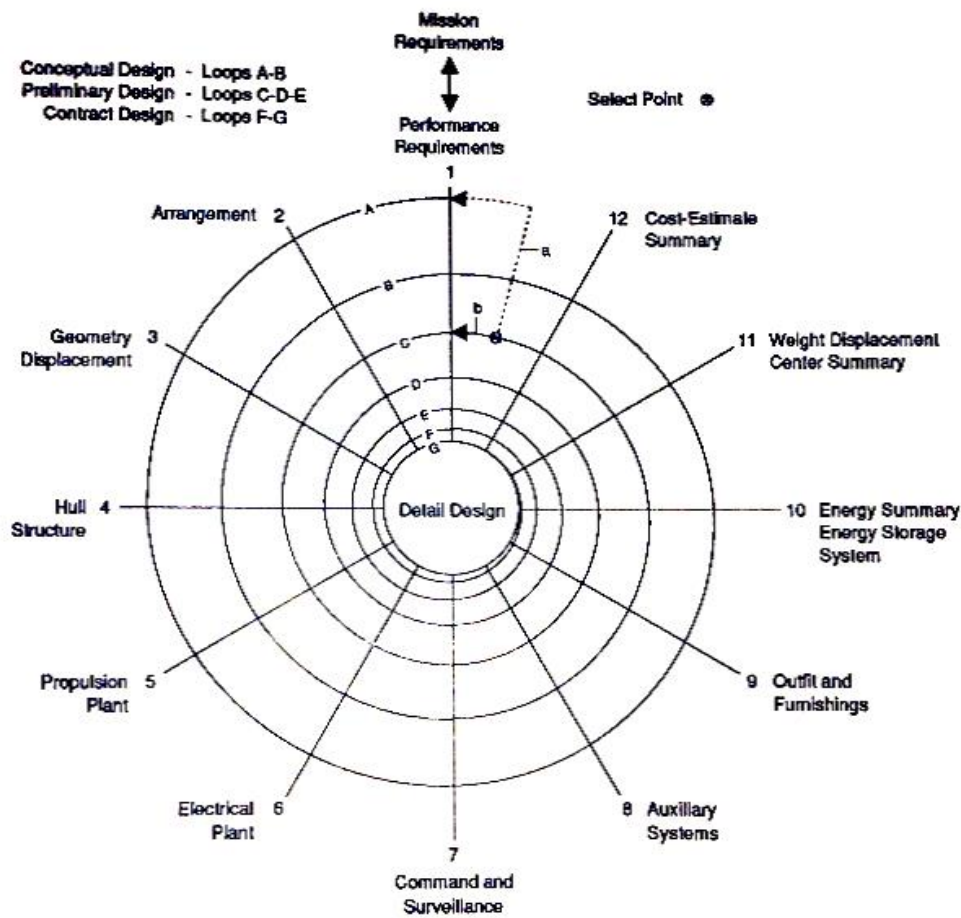 Mission
Requirements
Conceptual Design - Loops A-B
Preliminary Design - Loops C-D-E
Contract Design - Loops F-G
Select Point
Performance
Requirements
1
Arrangement 2
A
12 Cost-Estimate
Summary
a
B
b
Geometry 3
Displacement
C
11 Weight Displacement
Center Summary
D
E
F
G
Hull 4
Structure
Detail Design
10 Energy Summary
Energy Storage
System
Propulsion 5
Plant
9 Outfit and
Furnishings
Electrical 6
Plant
8 Auxiliary
Systems
7
Command and
Surveillance